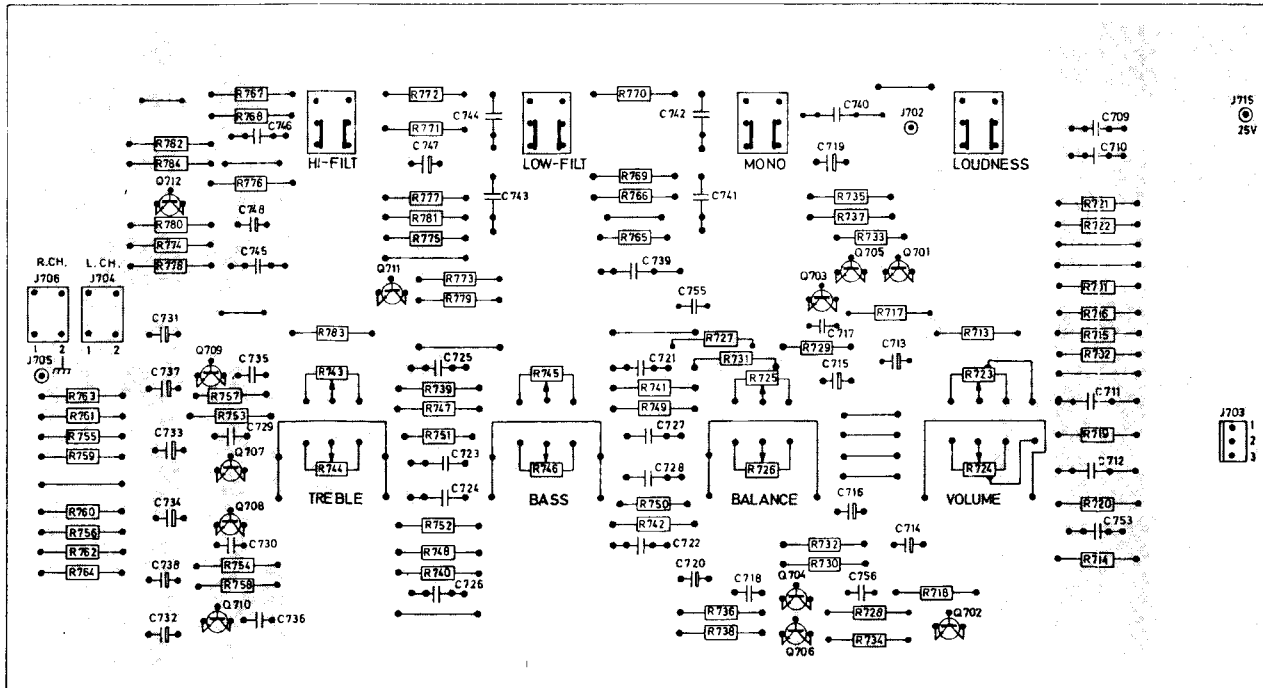 R767 R772 R770
R768 C746 C744 C742 C740 J702 J715
R771 25V
C747 C719 C709
R782
R784 HI-FILT LOW-FILT MONO LOUDNESS C710
Q712 R776 R769 R735
R777 C743 R766 C741 R721
R780 C748 R781 R737 R722
R774 R775 R765 R733
R778 C745 C739 Q705 Q701
R.CH. L.CH. Q711
J706 J704 R773 Q703
R779 C755 R717
C731 R783 C717 R713 R716
1 2 1 2 R727 R729 R715
J705 Q709 C735 C725 C721 R731 C715 C713 R732
C737 R743 R745 R725 R723
R763 R757 R739 R741 C711
R761 R753 R747 R749
R755 C733 C729 R751 C727 R719 J703
R759 Q707 C723 1
R744 R746 C728 R726 R724 C712 2
TREBLE C724 BASS BALANCE VOLUME 3
R760 C734 Q708 R750 C716 R720
R756 R752 R742 C753
R762 C730 R748 C722 R732 C714
R764 R754 R740 R730 R714
C738 R758 C726 C720 C718 Q704 C756 R718
C732 Q710 C736 R736 R728 Q702
R738 Q706 R734